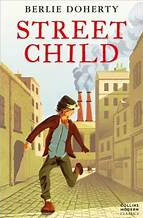 BERLIE DOHERTY
STREET
CHILD
COLLINS
MODERN
CLASSICS